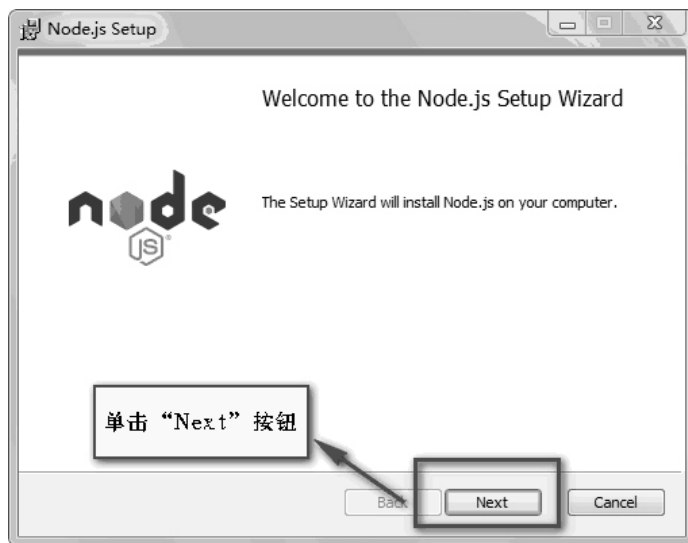 Node.js Setup
Welcome to the Node.js Setup Wizard
node
JS
The Setup Wizard will install Node.js on your computer.
单击“Next”按钮
Back
Next
Cancel